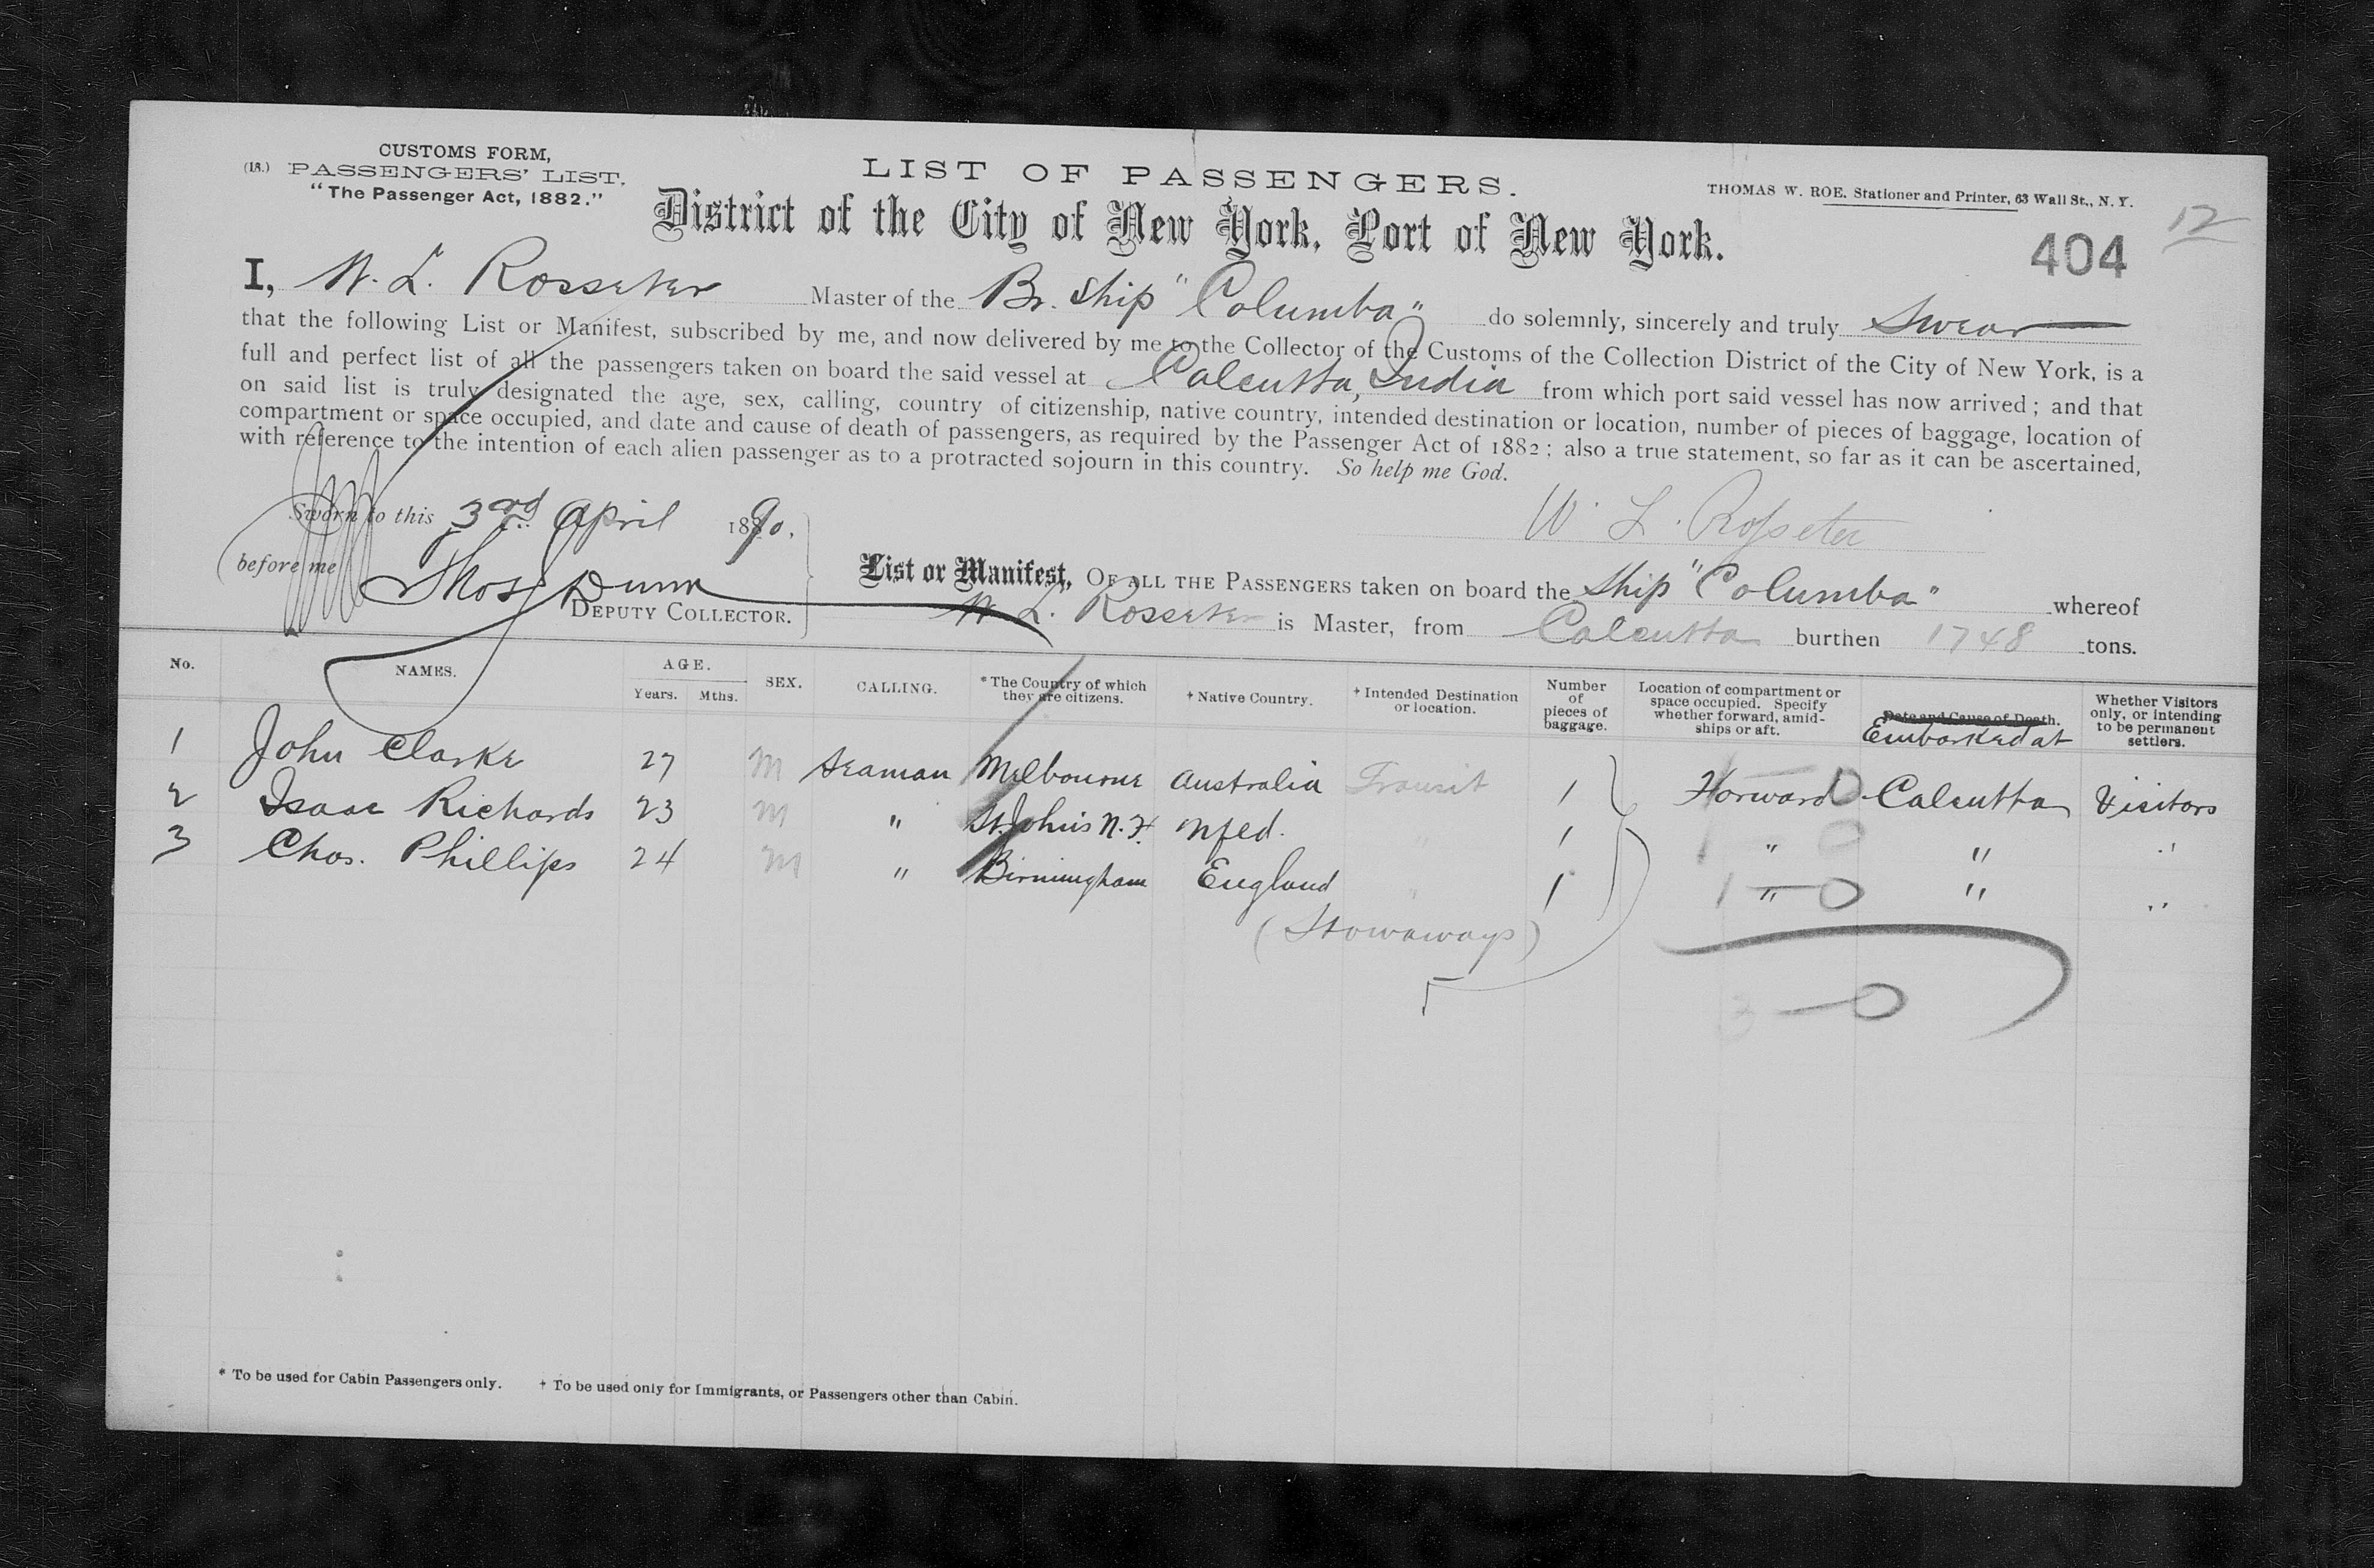 CUSTOMS FORM,
(18.) PASSENGERS' LIST.
"The Passenger Act, 1882."
LIST OF PASSENGERS.
THOMAS W. ROE, Stationer and Printer, 63 Wall St., N. Y.
12
District of the City of New York, Port of New York.
404
I, W. L. Rosseter Master of the Br. Ship "Columba" do solemnly, sincerely and truly Swear
that the following List or Manifest, subscribed by me, and now delivered by me to the Collector of the Customs of the Collection District of the City of New York, is a
full and perfect list of all the passengers taken on board the said vessel at Calcutta, India from which port said vessel has now arrived; and that
on said list is truly designated the age, sex, calling, country of citizenship, native country, intended destination or location, number of pieces of baggage, location of
compartment or space occupied, and date and cause of death of passengers, as required by the Passenger Act of 1882; also a true statement, so far as it can be ascertained,
with reference to the intention of each alien passenger as to a protracted sojourn in this country. So help me God.
Sworn to this 3rd April 1890.
W. L. Rosseter
before me Thos Dunn
DEPUTY COLLECTOR.
List or Manifest, OF ALL THE PASSENGERS taken on board the Ship "Columba" whereof
W. L. Rosseter is Master, from Calcutta burthen 1748 tons.
No. NAMES. AGE. Years. Mths. SEX. CALLING. *The Country of which they are citizens. †Native Country. †Intended Destination or location. Number of pieces of baggage. Location of compartment or space occupied. Specify whether forward, amidships or aft. Date and Cause of Death. Embarked at Whether Visitors only, or intending to be permanent settlers.
1 John Clarke 27 M Seaman Melbourne Australia Transit 1 Forward Calcutta Visitors
2 Isaac Richards 23 M " St. John's N.F. Nfld. " 1 1 " 0 " "
3 Chas. Phillips 24 M " Birmingham England " 1 1 " 0 " "
(Stowaways)
3 — 0
* To be used for Cabin Passengers only. † To be used only for Immigrants, or Passengers other than Cabin.